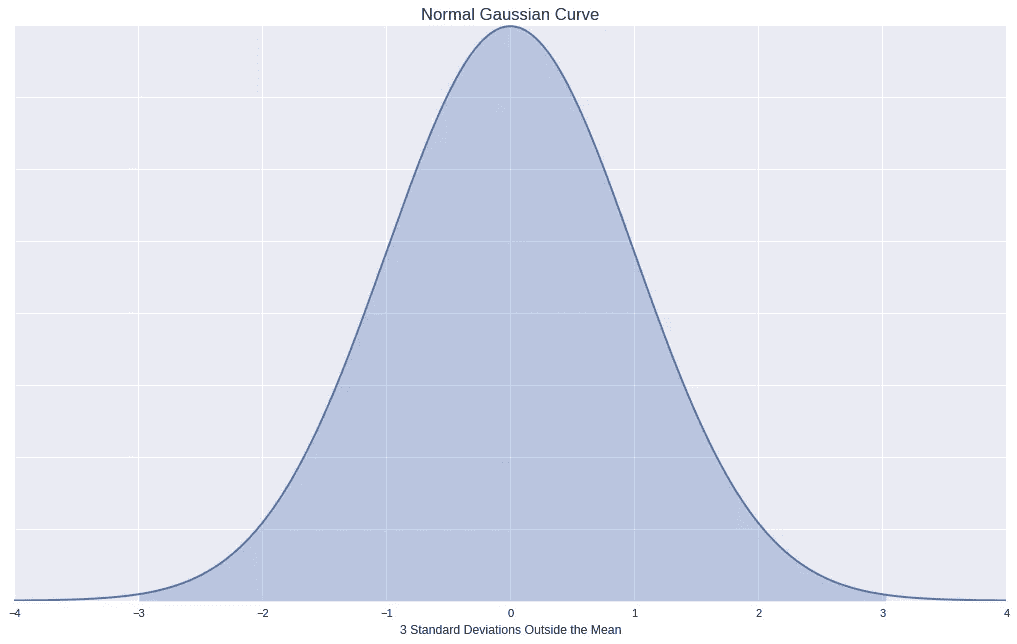 Normal Gaussian Curve
−4 −3 −2 −1 0 1 2 3 4
3 Standard Deviations Outside the Mean